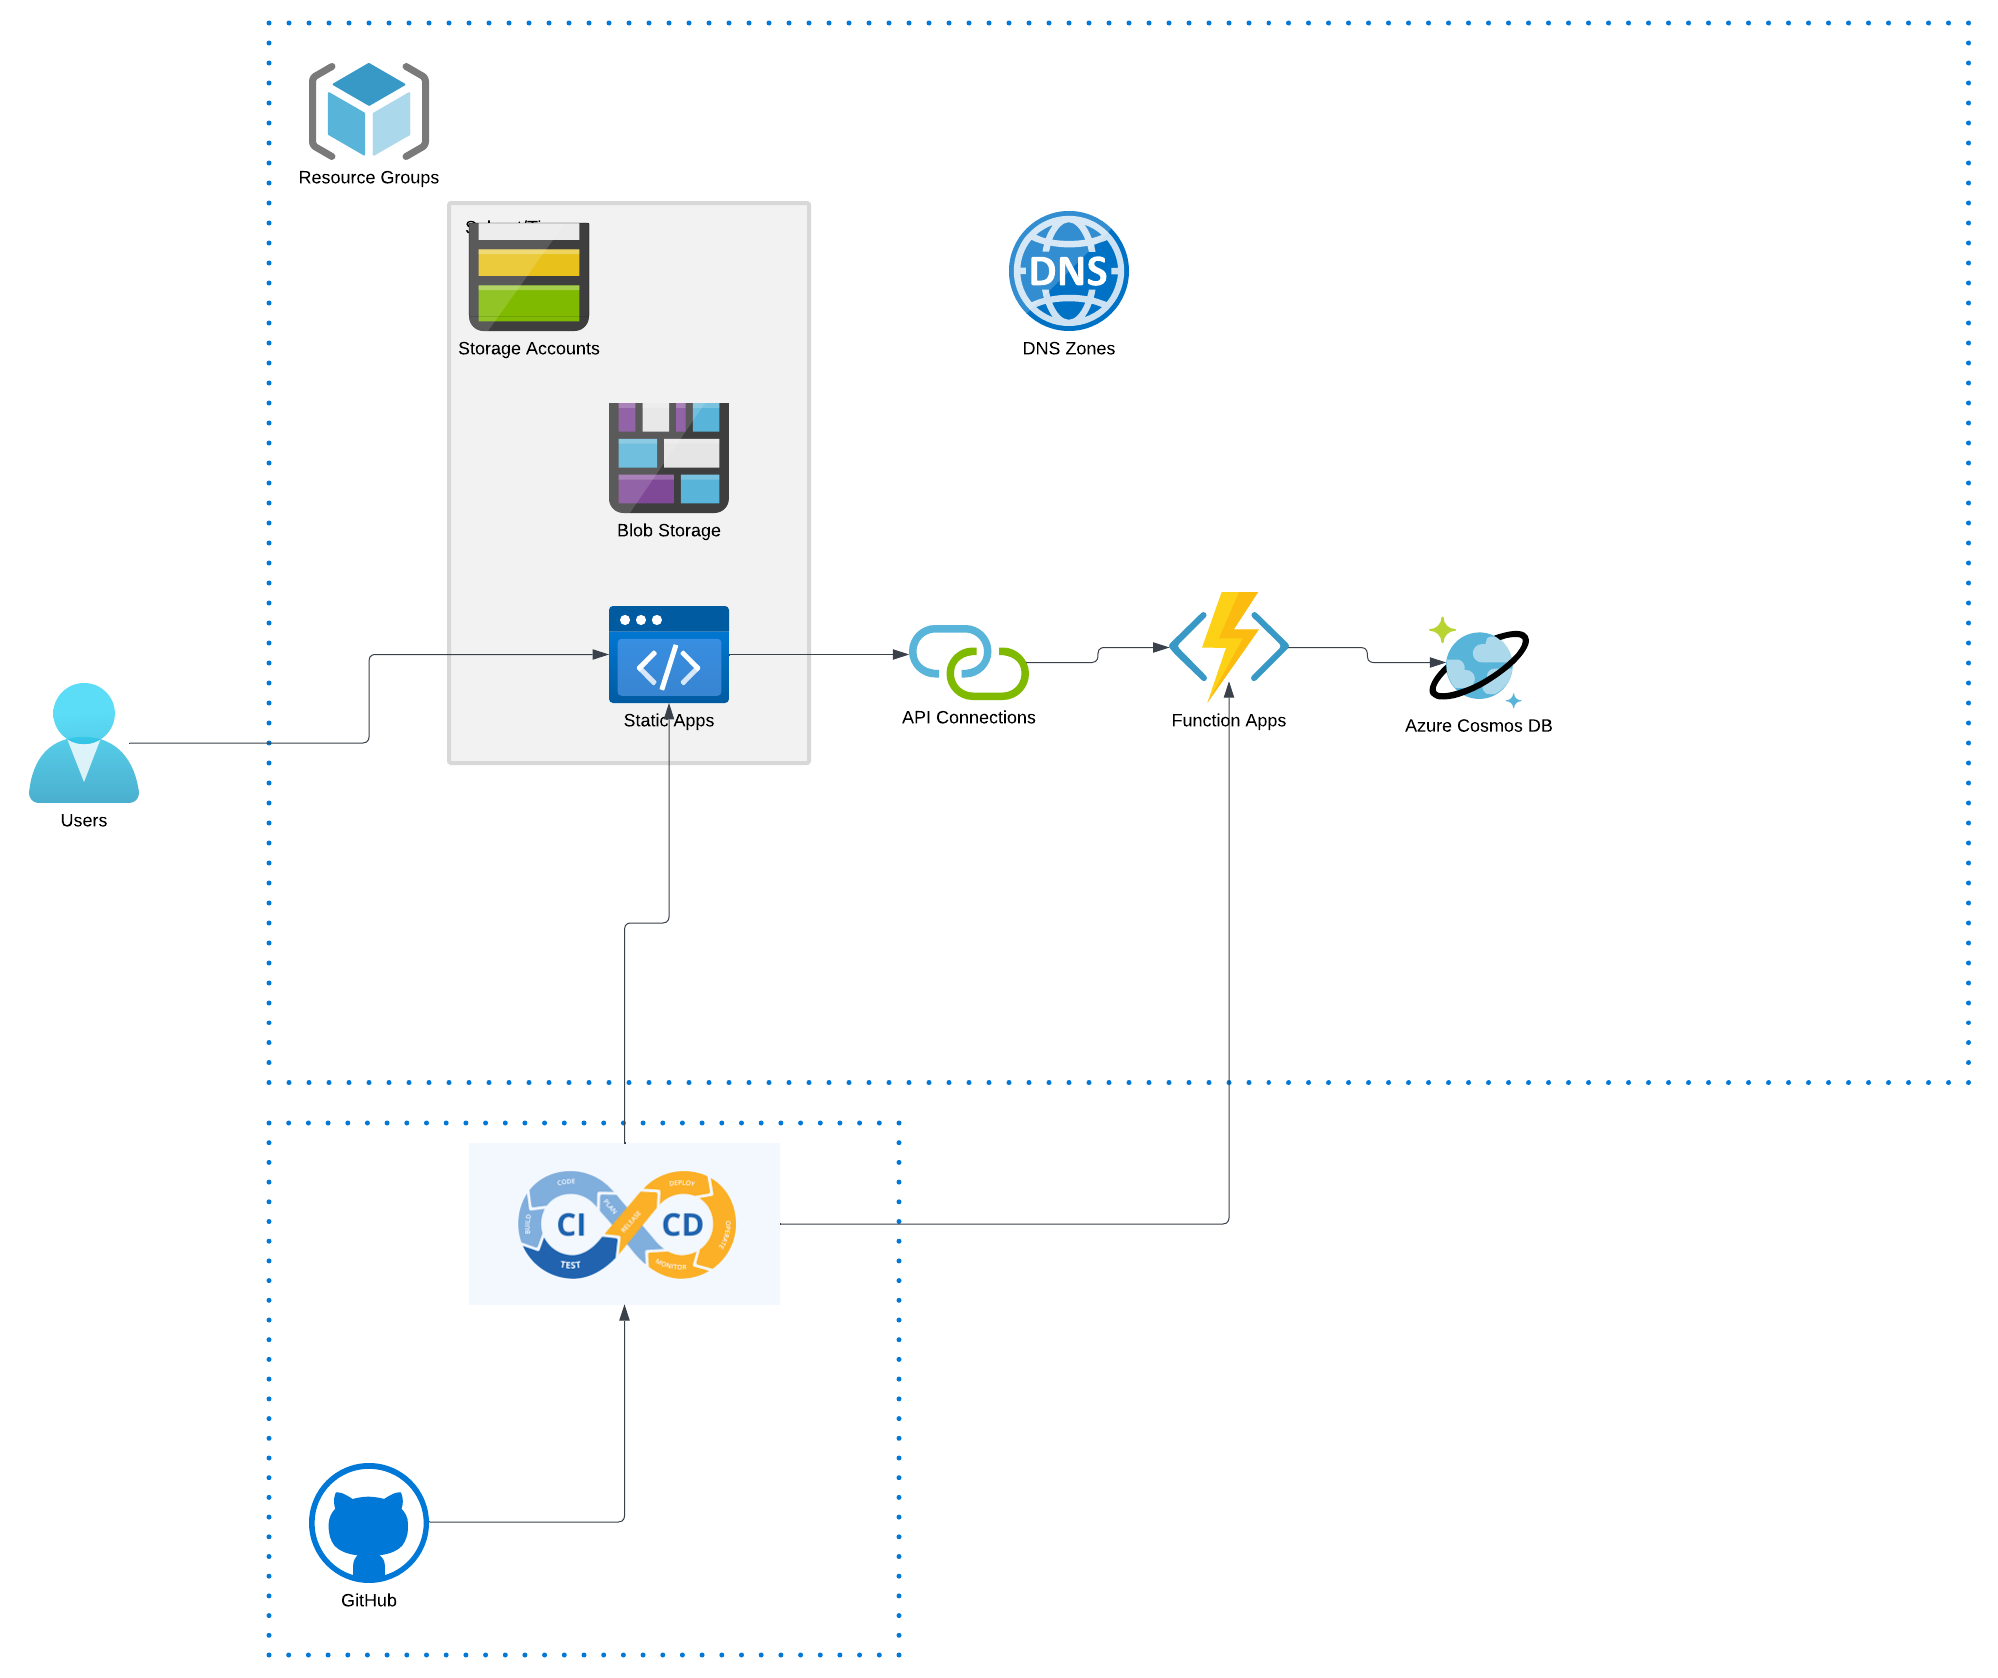 Resource Groups
Storage Accounts
DNS
DNS Zones
Blob Storage
Static Apps
API Connections
Function Apps
Azure Cosmos DB
Users
CODE
DEPLOY
PLAN
BUILD
CI
RELEASE
CD
OPERATE
TEST
MONITOR
GitHub